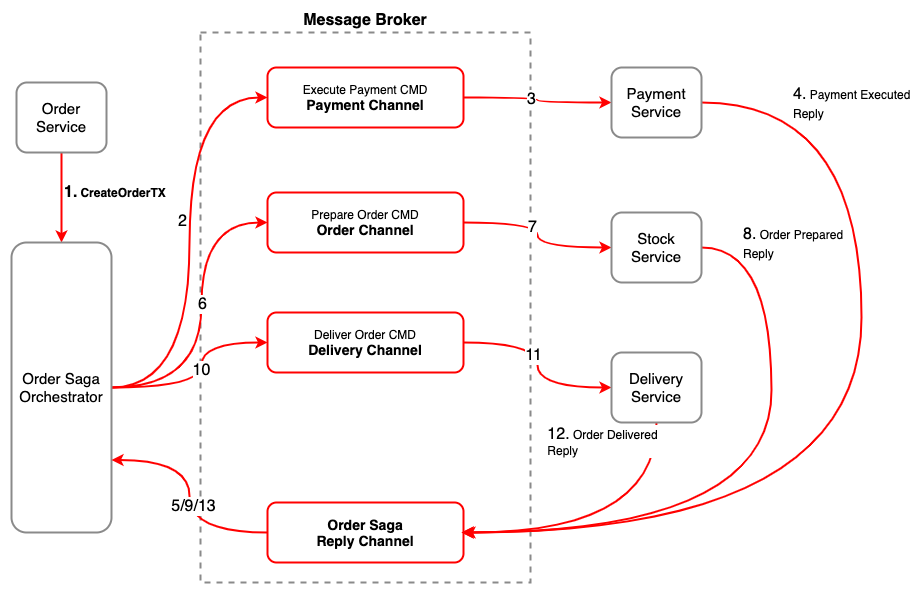 Message Broker
Order
Service
1. CreateOrderTX
Order Saga
Orchestrator
2
6
10
5/9/13
Execute Payment CMD
Payment Channel
Prepare Order CMD
Order Channel
Deliver Order CMD
Delivery Channel
Order Saga
Reply Channel
3
7
11
Payment
Service
Stock
Service
Delivery
Service
4. Payment Executed
Reply
8. Order Prepared
Reply
12. Order Delivered
Reply